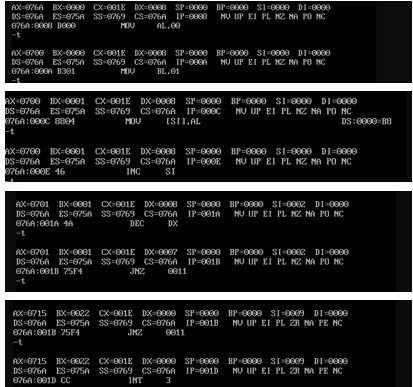 AX=076A BX=0000 CX=001E DX=0008 SP=0000 BP=0000 SI=0000 DI=0000
DS=076A ES=075A SS=0769 CS=076A IP=0008 NV UP EI PL NZ NA PO NC
076A:0008 B000 MOV AL,00
-t
AX=0700 BX=0000 CX=001E DX=0008 SP=0000 BP=0000 SI=0000 DI=0000
DS=076A ES=075A SS=0769 CS=076A IP=000A NV UP EI PL NZ NA PO NC
076A:000A B301 MOV BL,01
-t
AX=0700 BX=0001 CX=001E DX=0008 SP=0000 BP=0000 SI=0000 DI=0000
DS=076A ES=075A SS=0769 CS=076A IP=000C NV UP EI PL NZ NA PO NC
076A:000C 8804 MOV [SI],AL DS:0000=B8
-t
AX=0700 BX=0001 CX=001E DX=0008 SP=0000 BP=0000 SI=0000 DI=0000
DS=076A ES=075A SS=0769 CS=076A IP=000E NV UP EI PL NZ NA PO NC
076A:000E 46 INC SI
-t
AX=0701 BX=0001 CX=001E DX=0008 SP=0000 BP=0000 SI=0002 DI=0000
DS=076A ES=075A SS=0769 CS=076A IP=001A NV UP EI PL NZ NA PO NC
076A:001A 4A DEC DX
-t
AX=0701 BX=0001 CX=001E DX=0007 SP=0000 BP=0000 SI=0002 DI=0000
DS=076A ES=075A SS=0769 CS=076A IP=001B NV UP EI PL NZ NA PO NC
076A:001B 75F4 JNZ 0011
-t
AX=0715 BX=0022 CX=001E DX=0000 SP=0000 BP=0000 SI=0009 DI=0000
DS=076A ES=075A SS=0769 CS=076A IP=001B NV UP EI PL ZR NA PE NC
076A:001B 75F4 JNZ 0011
-t
AX=0715 BX=0022 CX=001E DX=0000 SP=0000 BP=0000 SI=0009 DI=0000
DS=076A ES=075A SS=0769 CS=076A IP=001D NV UP EI PL ZR NA PE NC
076A:001D CC INT 3